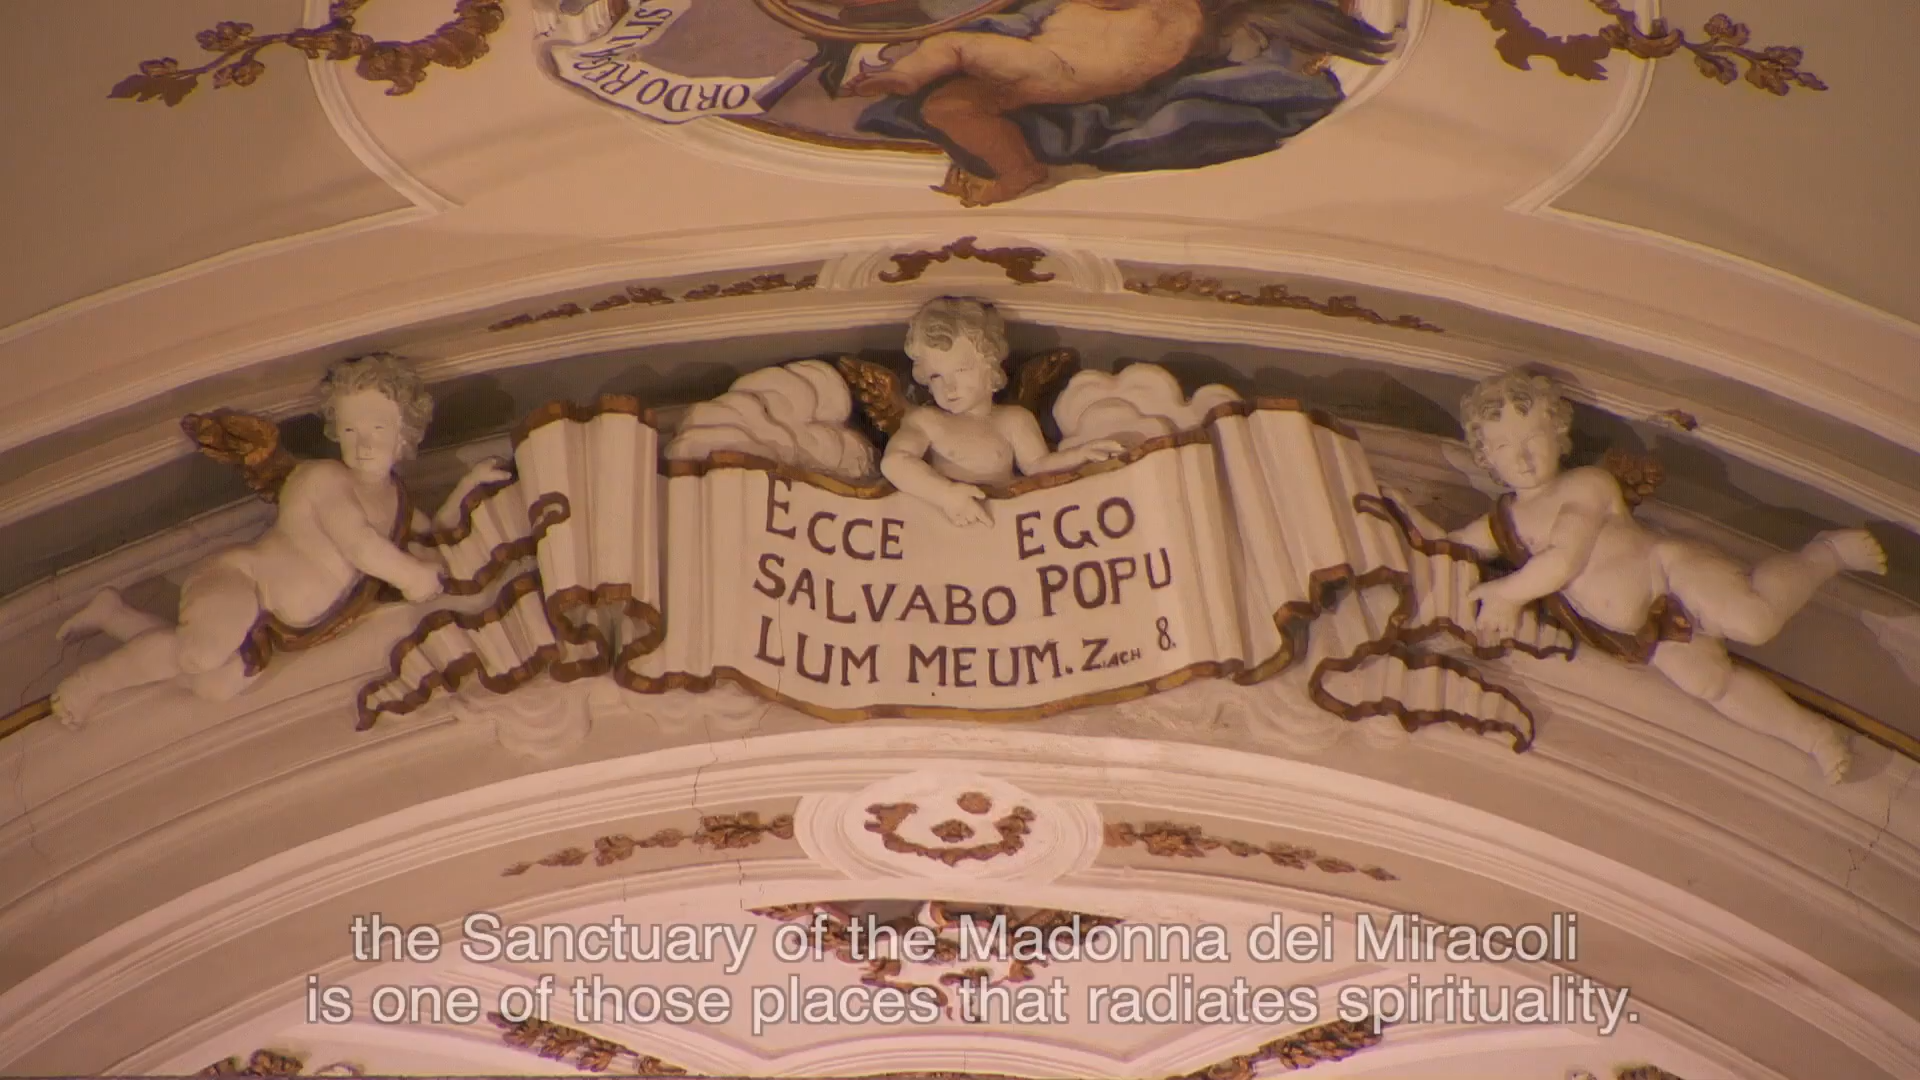 ORDO REGALIS
ECCE EGO
SALVABO POPU
LUM MEUM. ZACH 8.
the Sanctuary of the Madonna dei Miracoli
is one of those places that radiates spirituality.